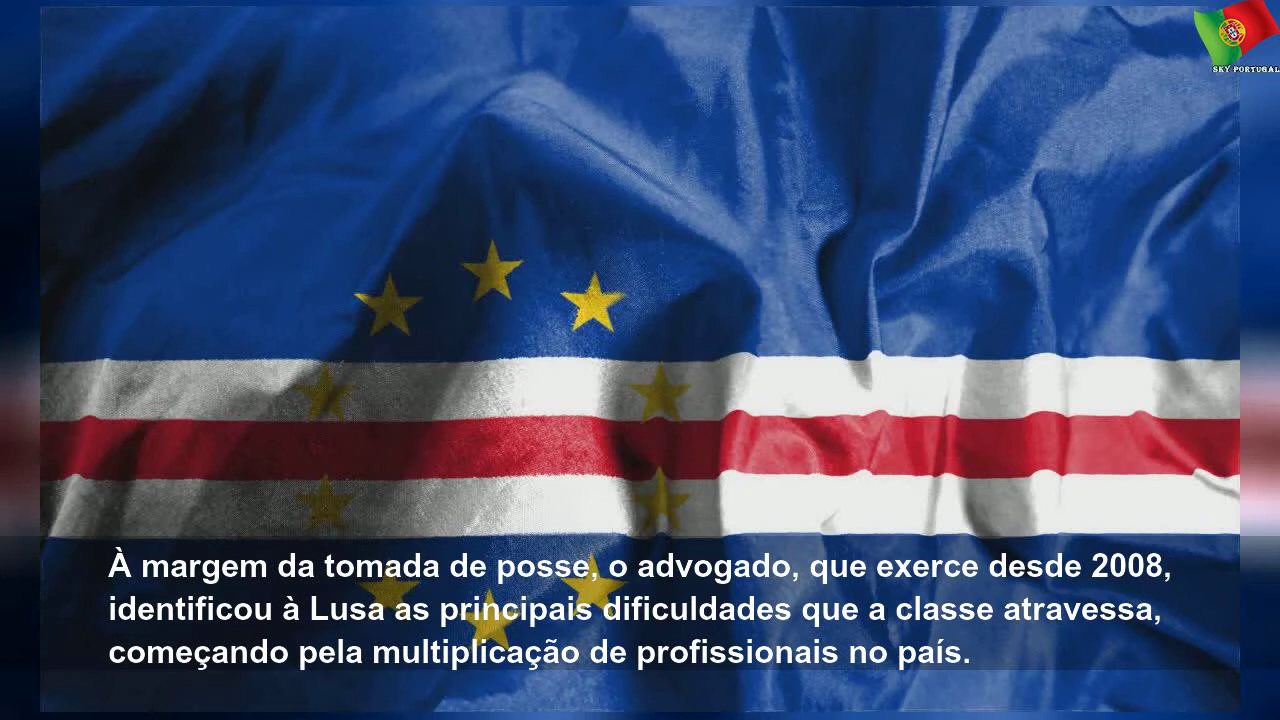 SKY PORTUGAL
À margem da tomada de posse, o advogado, que exerce desde 2008,
identificou à Lusa as principais dificuldades que a classe atravessa,
começando pela multiplicação de profissionais no país.